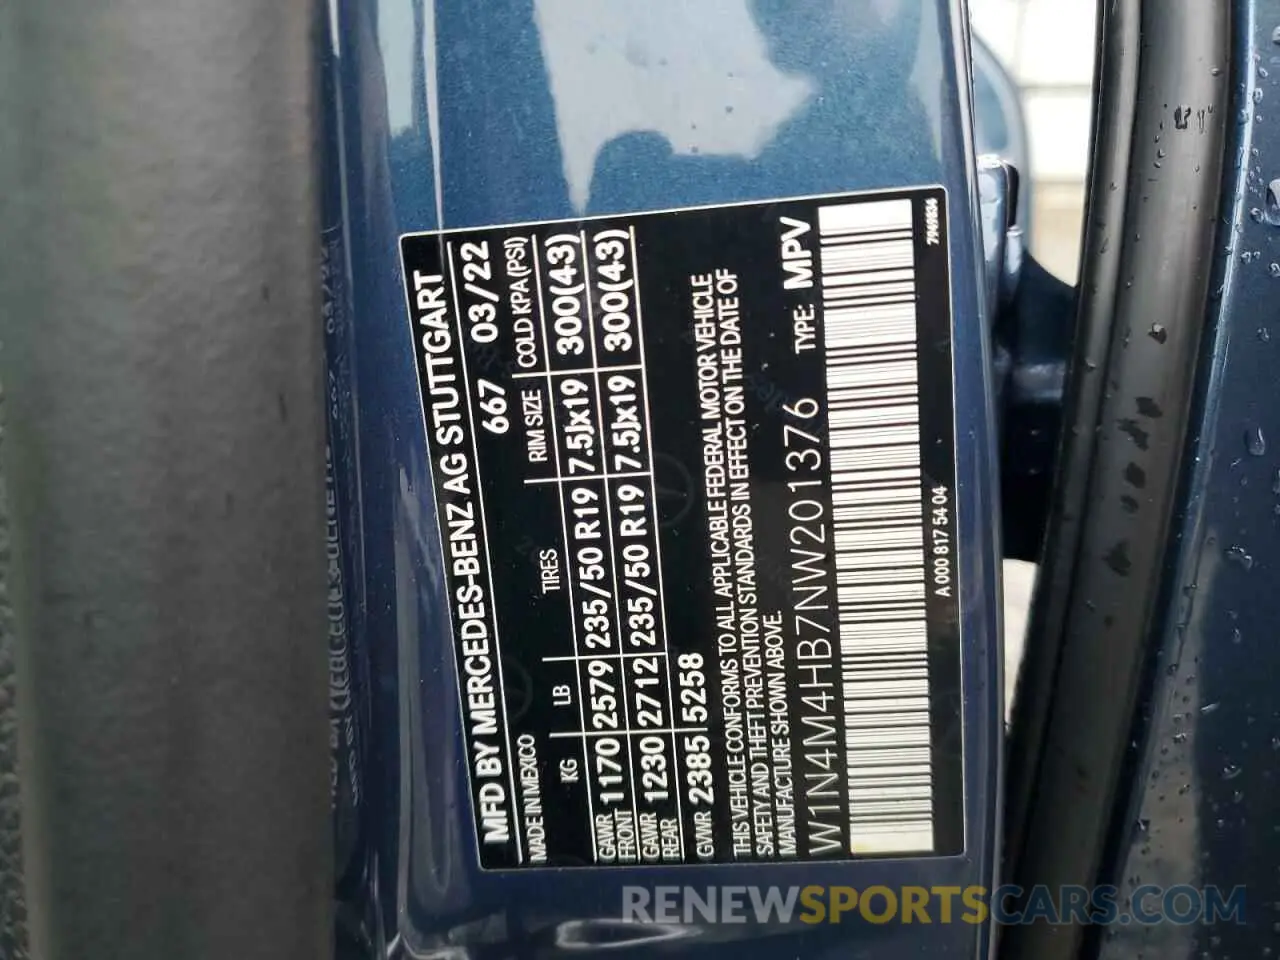 MFD BY MERCEDES-BENZ AG STUTTGART
MADE IN MEXICO 667 03/22
KG LB TIRES RIM SIZE COLD KPA (PSI)
GAWR FRONT 1170 2579 235/50 R19 7.5Jx19 300(43)
GAWR REAR 1230 2712 235/50 R19 7.5Jx19 300(43)
GVWR 2385 5258
THIS VEHICLE CONFORMS TO ALL APPLICABLE FEDERAL MOTOR VEHICLE
SAFETY AND THEFT PREVENTION STANDARDS IN EFFECT ON THE DATE OF
MANUFACTURE SHOWN ABOVE.
W1N4M4HB7NW201376 TYPE: MPV
A 000 817 54 04 7969834
RENEWSPORTSCARS.COM